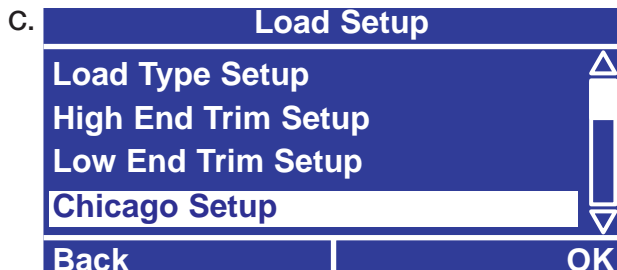 C. Load Setup
Load Type Setup
High End Trim Setup
Low End Trim Setup
Chicago Setup
Back OK